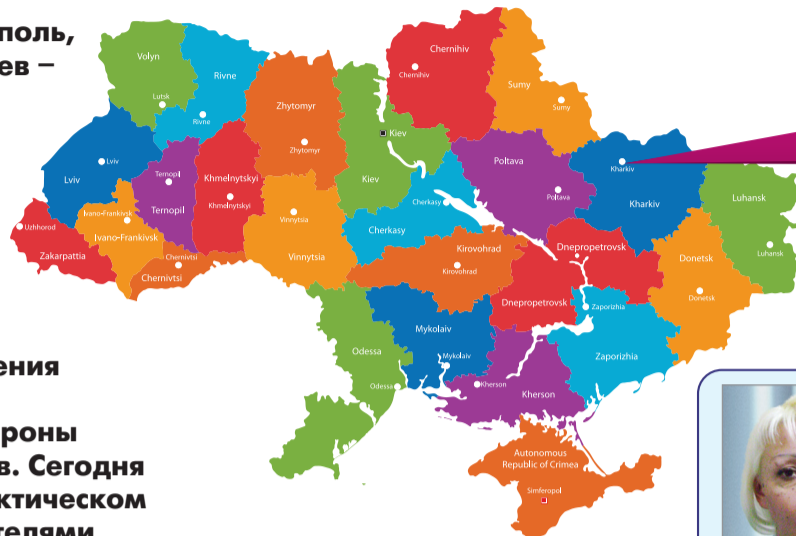 поль,
ев –
Volyn
Lutsk
Rivne
Rivne
Zhytomyr
Zhytomyr
Kiev
Kiev
Chernihiv
Chernihiv
Sumy
Sumy
Lviv
Lviv
Ternopil
Ternopil
Khmelnytskyi
Khmelnytskyi
Poltava
Poltava
Kharkiv
Kharkiv
Luhansk
Luhansk
Uzhhorod
Zakarpattia
Ivano-Frankivsk
Ivano-Frankivsk
Chernivtsi
Chernivtsi
Vinnytsia
Vinnytsia
Cherkasy
Cherkasy
Kirovohrad
Kirovohrad
Dnepropetrovsk
Dnepropetrovsk
Donetsk
Donetsk
Zaporizhia
Zaporizhia
Mykolaiv
Mykolaiv
Odessa
Odessa
Kherson
Kherson
Autonomous
Republic of Crimea
Simferopol
ения
роны
в. Сегодня
ктическом
телями